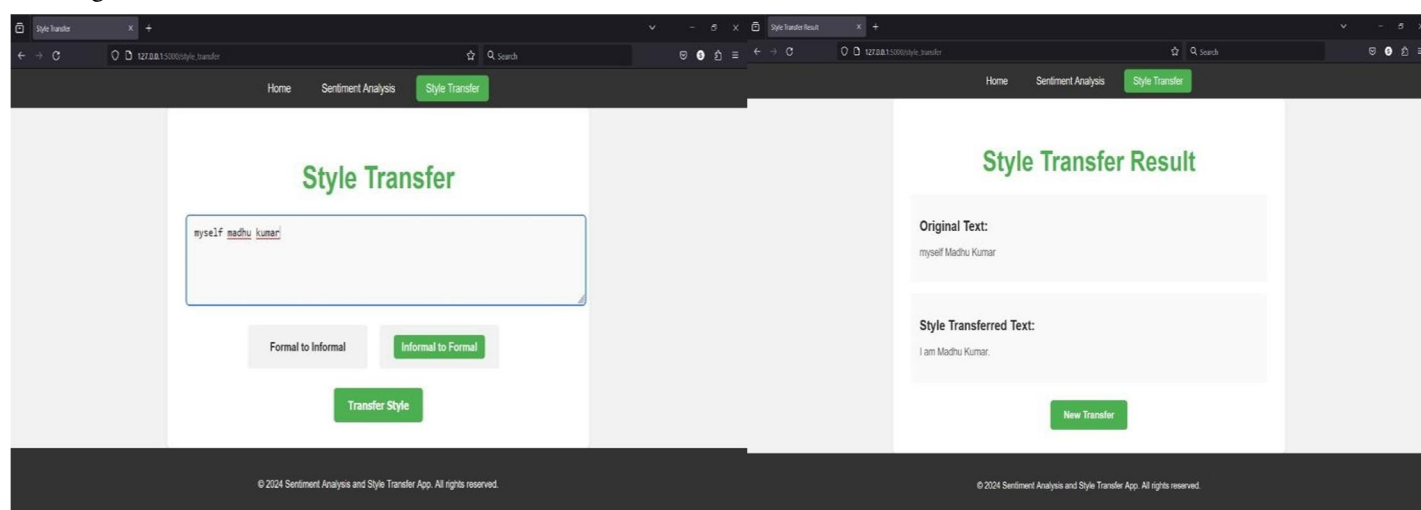 Style Transfer
127.0.0.1:5000/style_transfer
Search
Home Sentiment Analysis Style Transfer
Style Transfer
myself madhu kumar
Formal to Informal Informal to Formal
Transfer Style
© 2024 Sentiment Analysis and Style Transfer App. All rights reserved.
Style Transfer Result
127.0.0.1:5000/style_transfer
Search
Home Sentiment Analysis Style Transfer
Style Transfer Result
Original Text:
myself Madhu Kumar
Style Transferred Text:
I am Madhu Kumar.
New Transfer
© 2024 Sentiment Analysis and Style Transfer App. All rights reserved.